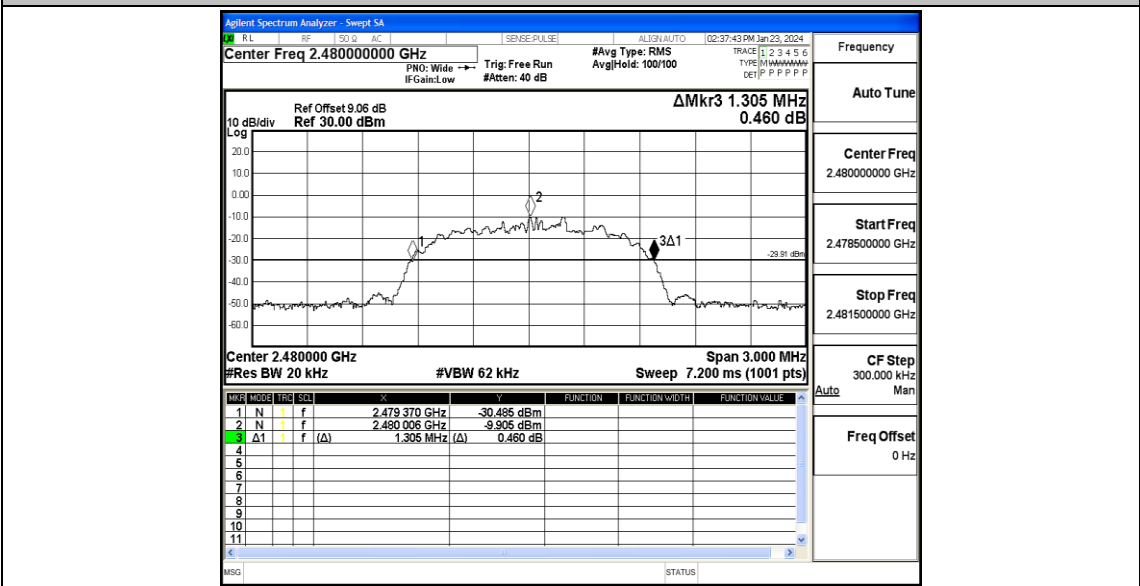 Agilent Spectrum Analyzer - Swept SA
RL RF 50 Ω AC SENSE:PULSE ALIGN AUTO 02:37:43 PM Jan 23, 2024
Center Freq 2.480000000 GHz
PNO: Wide
IFGain:Low
Trig: Free Run
#Atten: 40 dB
#Avg Type: RMS
Avg|Hold: 100/100
TRACE 1 2 3 4 5 6
TYPE M W W W W W
DET P P P P P P
Ref Offset 9.06 dB
10 dB/div Ref 30.00 dBm
Log
ΔMkr3 1.305 MHz
0.460 dB
20.0
10.0
0.00
-10.0
-20.0
-30.0
-40.0
-50.0
-60.0
1
2
3Δ1
-29.91 dBm
Center 2.480000 GHz Span 3.000 MHz
#Res BW 20 kHz #VBW 62 kHz Sweep 7.200 ms (1001 pts)
MKR MODE TRC SCL X Y FUNCTION FUNCTION WIDTH FUNCTION VALUE
1 N 1 f 2.479 370 GHz -30.485 dBm
2 N 1 f 2.480 006 GHz -9.905 dBm
3 Δ1 1 f (Δ) 1.305 MHz (Δ) 0.460 dB
4
5
6
7
8
9
10
11
MSG STATUS
Frequency
Auto Tune
Center Freq
2.480000000 GHz
Start Freq
2.478500000 GHz
Stop Freq
2.481500000 GHz
CF Step
300.000 kHz
Auto Man
Freq Offset
0 Hz